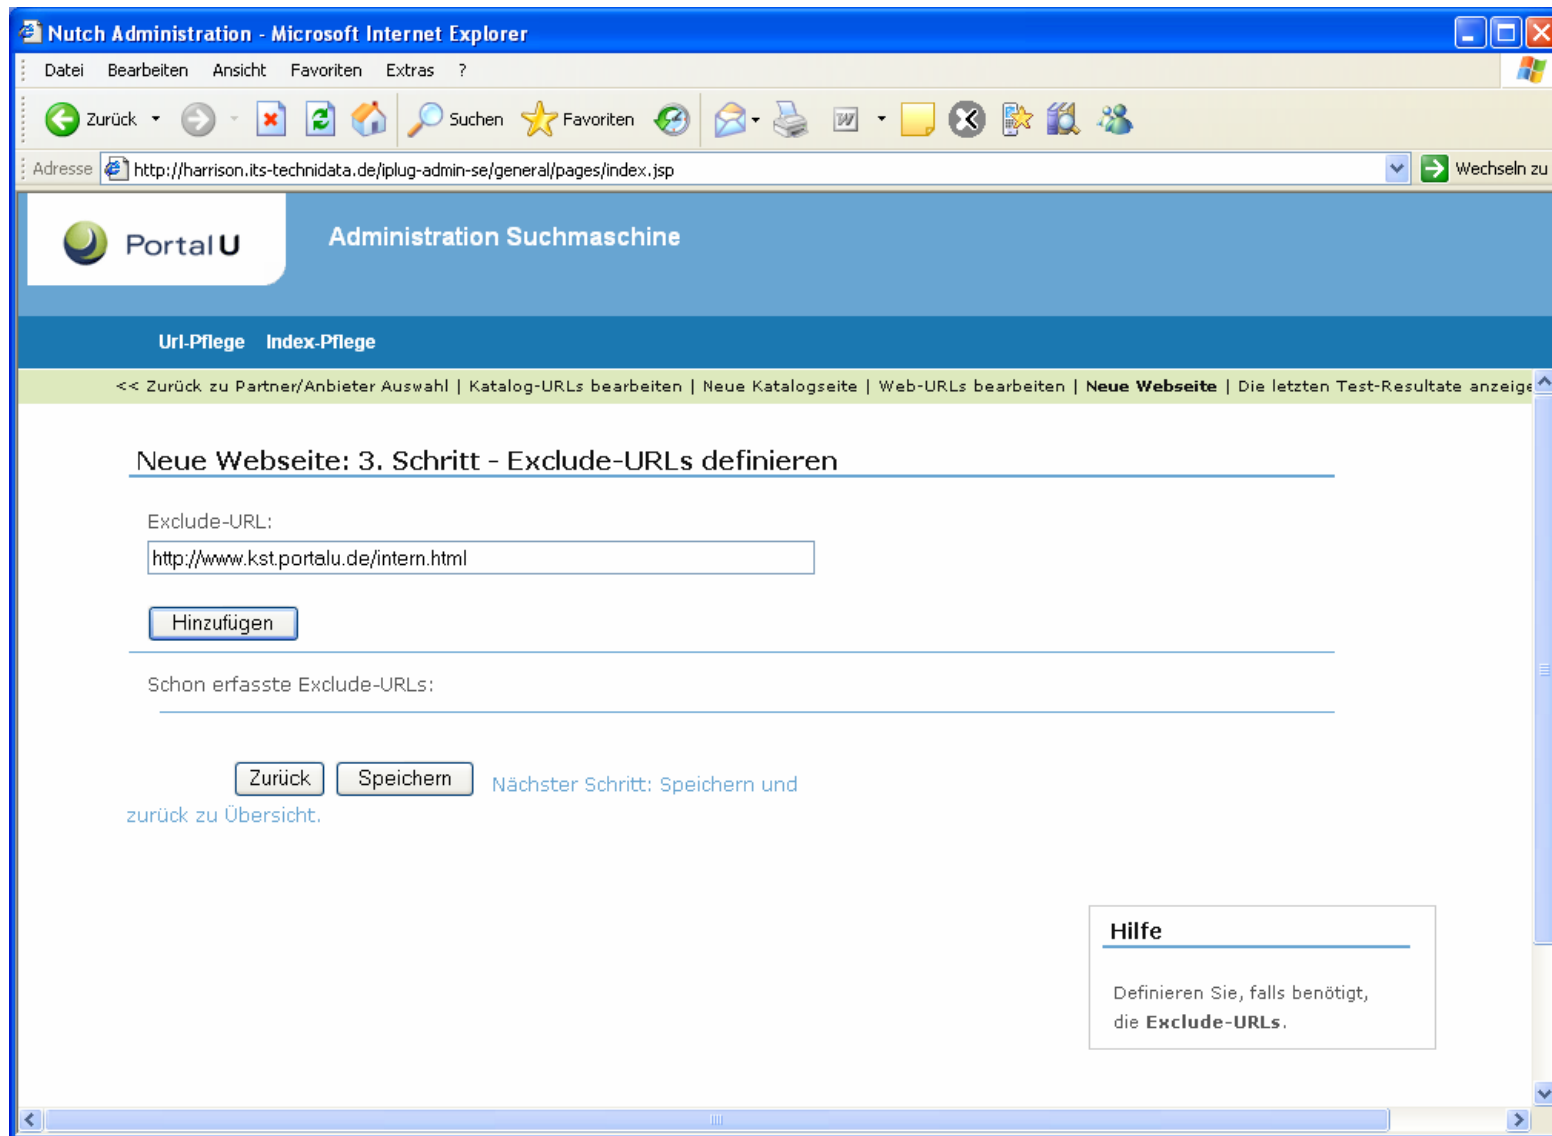 Nutch Administration - Microsoft Internet Explorer
Datei Bearbeiten Ansicht Favoriten Extras ?
Zurück Suchen Favoriten W
Adresse http://harrison.its-technidata.de/iplug-admin-se/general/pages/index.jsp Wechseln zu
PortalU Administration Suchmaschine
Url-Pflege Index-Pflege
<< Zurück zu Partner/Anbieter Auswahl | Katalog-URLs bearbeiten | Neue Katalogseite | Web-URLs bearbeiten | Neue Webseite | Die letzten Test-Resultate anzeige
Neue Webseite: 3. Schritt - Exclude-URLs definieren
Exclude-URL:
http://www.kst.portalu.de/intern.html
Hinzufügen
Schon erfasste Exclude-URLs:
Zurück Speichern Nächster Schritt: Speichern und
zurück zu Übersicht.
Hilfe
Definieren Sie, falls benötigt,
die Exclude-URLs.